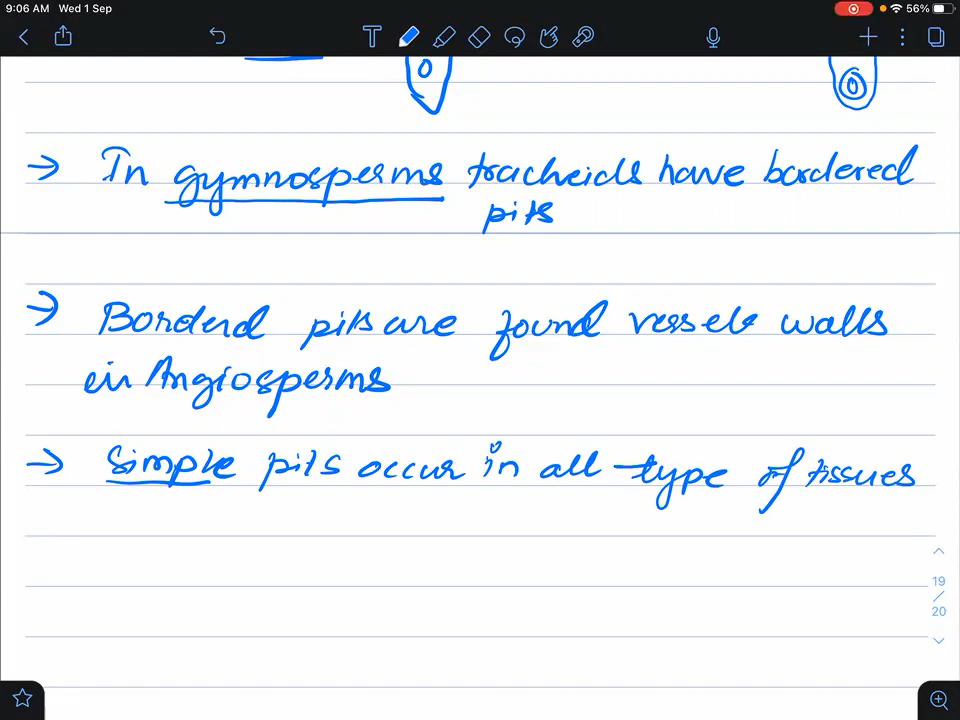 9:06 AM Wed 1 Sep
56%
→ In gymnosperms tracheids have bordered
pits
→ Borderd pits are found vessels walls
in Angiosperms
→ Simple pits occur in all type of tissues
19
/
20